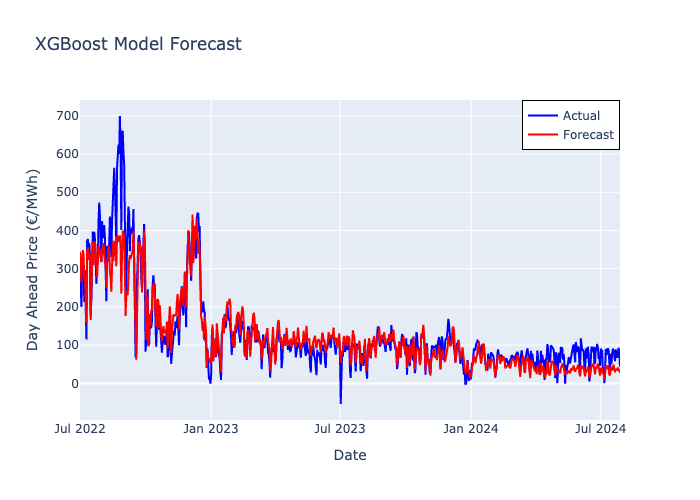 XGBoost Model Forecast
Actual
Forecast
Day Ahead Price (€/MWh)
700
600
500
400
300
200
100
0
Jul 2022
Jan 2023
Jul 2023
Jan 2024
Jul 2024
Date